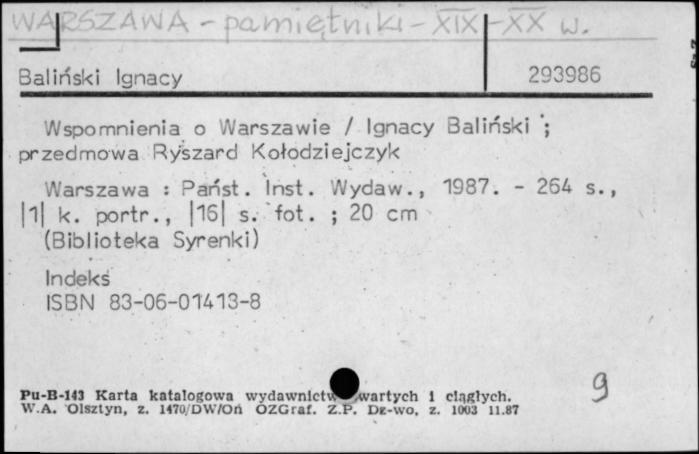 WARSZAWA - pamiętniki - XIX - XX w.
Baliński Ignacy 293986
Wspomnienia o Warszawie / Ignacy Baliński ;
przedmowa Ryszard Kołodziejczyk
Warszawa : Państ. Inst. Wydaw., 1987. - 264 s.,
|1| k. portr., |16| s. fot. ; 20 cm
(Biblioteka Syrenki)
Indeks
ISBN 83-06-01413-8
9
Pu-B-143 Karta katalogowa wydawnictw zwartych i ciągłych.
W.A. Olsztyn, z. 1470/DW/Oń OZGraf. Z.P. Dz-wo, z. 1003 11.87